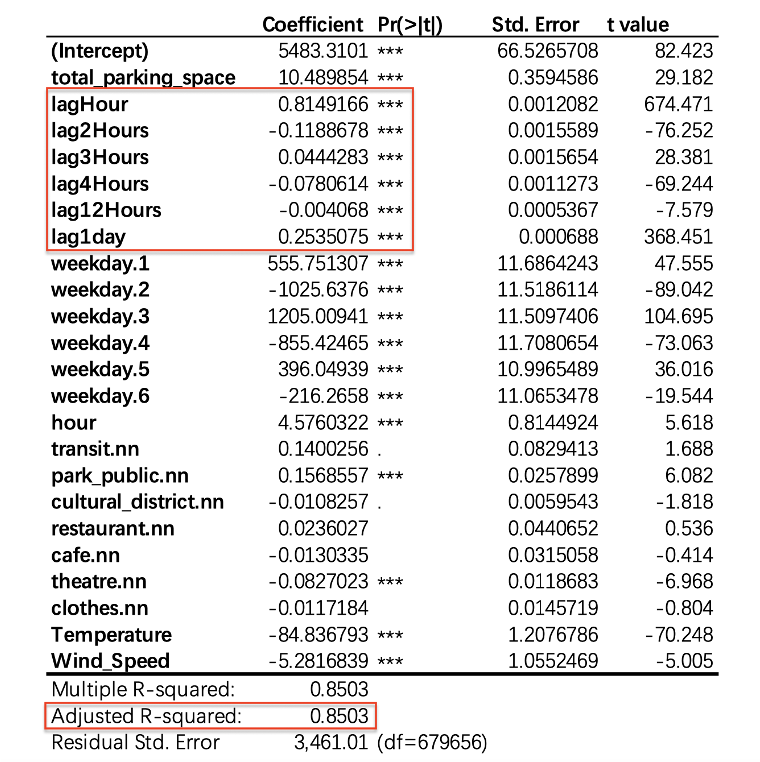 Coefficient Pr(>|t|) Std. Error t value
(Intercept) 5483.3101 *** 66.5265708 82.423
total_parking_space 10.489854 *** 0.3594586 29.182
lagHour 0.8149166 *** 0.0012082 674.471
lag2Hours -0.1188678 *** 0.0015589 -76.252
lag3Hours 0.0444283 *** 0.0015654 28.381
lag4Hours -0.0780614 *** 0.0011273 -69.244
lag12Hours -0.004068 *** 0.0005367 -7.579
lag1day 0.2535075 *** 0.000688 368.451
weekday.1 555.751307 *** 11.6864243 47.555
weekday.2 -1025.6376 *** 11.5186114 -89.042
weekday.3 1205.00941 *** 11.5097406 104.695
weekday.4 -855.42465 *** 11.7080654 -73.063
weekday.5 396.04939 *** 10.9965489 36.016
weekday.6 -216.2658 *** 11.0653478 -19.544
hour 4.5760322 *** 0.8144924 5.618
transit.nn 0.1400256 . 0.0829413 1.688
park_public.nn 0.1568557 *** 0.0257899 6.082
cultural_district.nn -0.0108257 . 0.0059543 -1.818
restaurant.nn 0.0236027 0.0440652 0.536
cafe.nn -0.0130335 0.0315058 -0.414
theatre.nn -0.0827023 *** 0.0118683 -6.968
clothes.nn -0.0117184 0.0145719 -0.804
Temperature -84.836793 *** 1.2076786 -70.248
Wind_Speed -5.2816839 *** 1.0552469 -5.005
Multiple R-squared: 0.8503
Adjusted R-squared: 0.8503
Residual Std. Error 3,461.01 (df=679656)